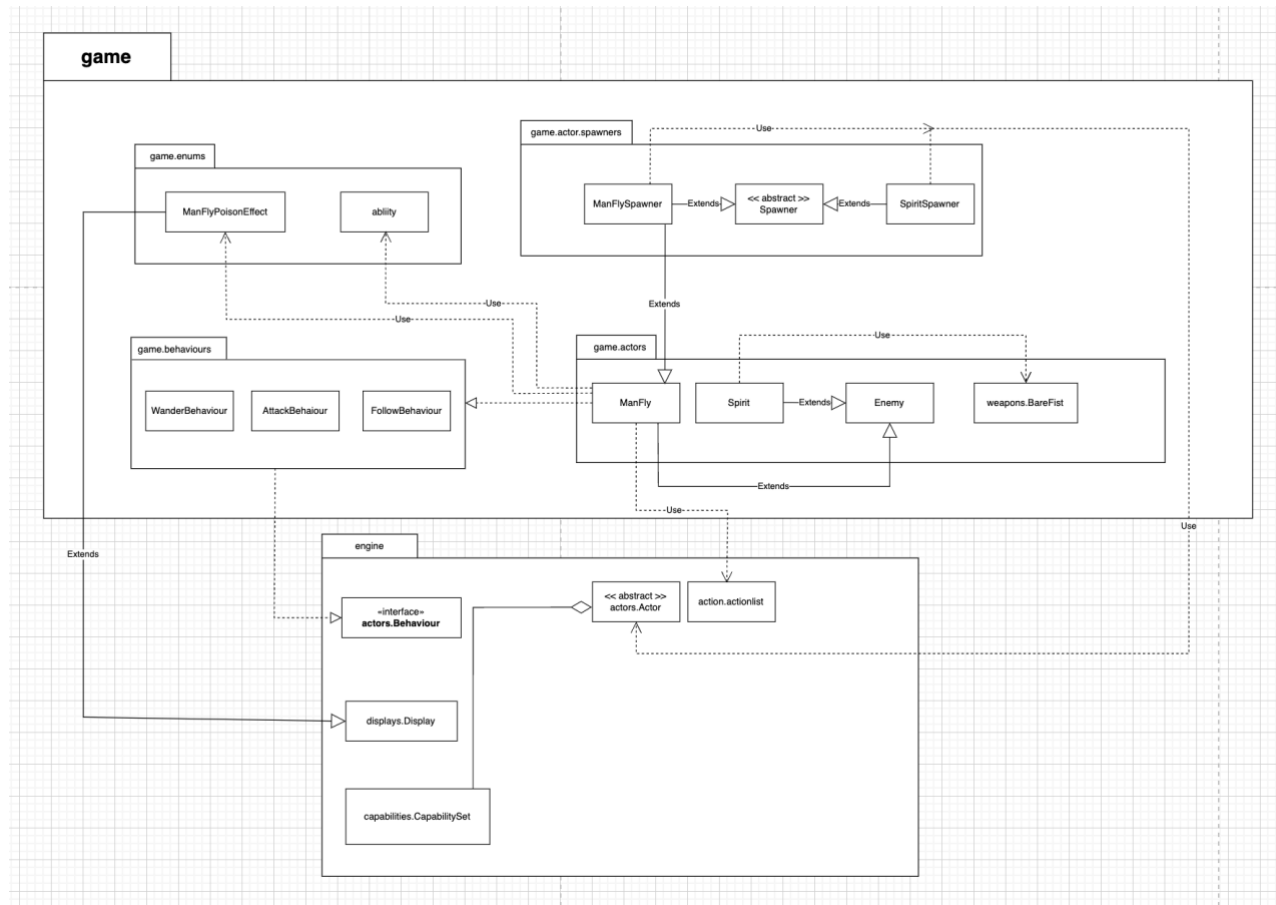 game
game.actor.spawners
Use
game.enums
ManFlyPoisonEffect
abliity
ManFlySpawner
Extends
<< abstract >>
Spawner
Extends
SpiritSpawner
Use
Use
Extends
game.behaviours
WanderBehaviour
AttackBehaiour
FollowBehaviour
game.actors
Use
ManFly
Spirit
Extends
Enemy
weapons.BareFist
Extends
Use
Use
Extends
engine
«interface»
actors.Behaviour
<< abstract >>
actors.Actor
action.actionlist
displays.Display
capabilities.CapabilitySet